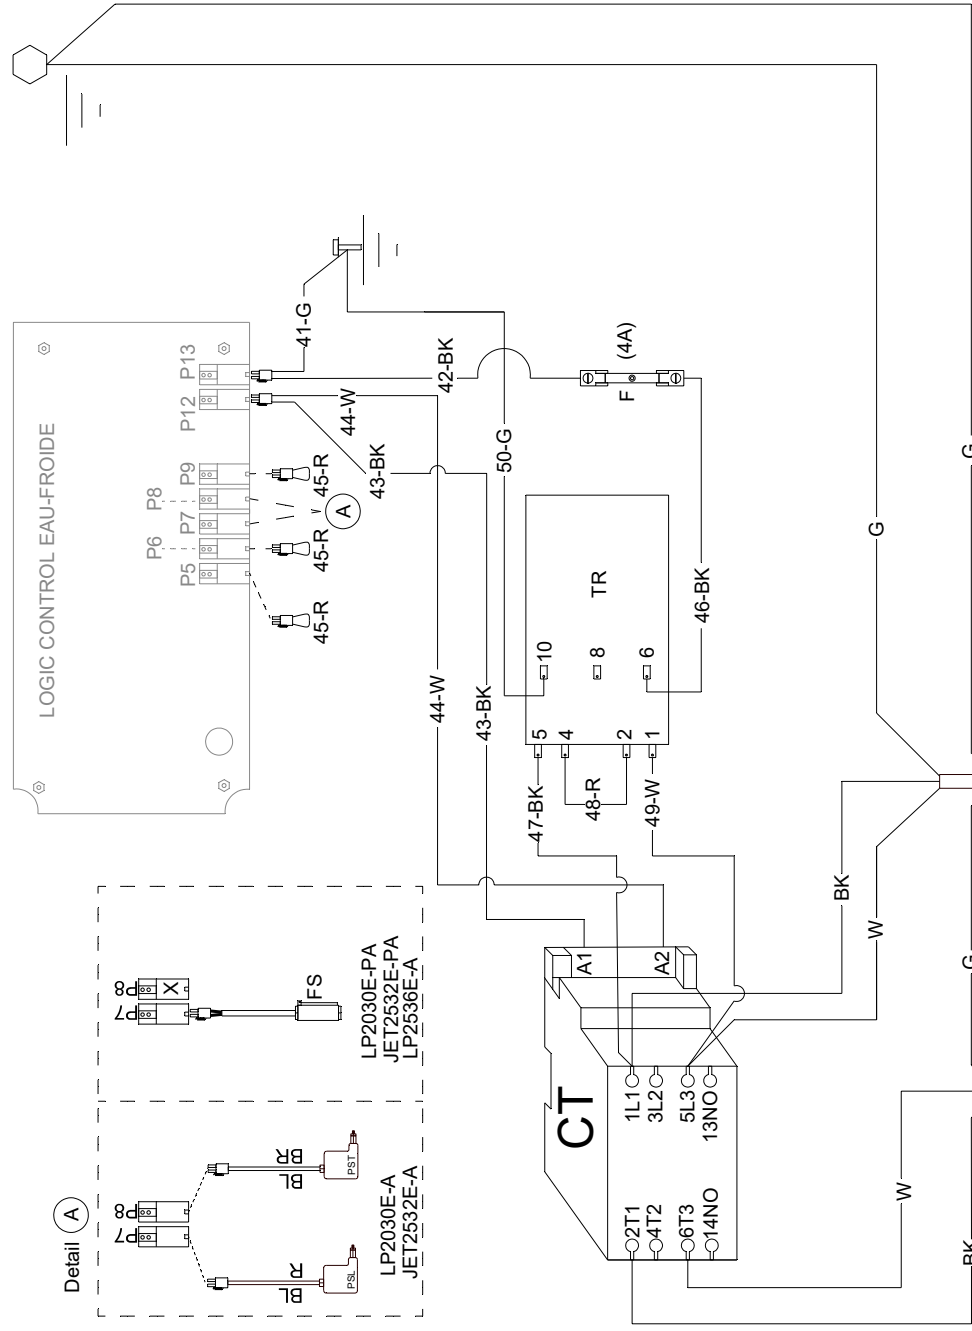 LOGIC CONTROL EAU-FROIDE
P5
P6
P7
P8
P9
P12
P13
41-G
42-BK
44-W
43-BK
45-R
45-R
45-R
A
50-G
F
(4A)
46-BK
TR
10
8
6
5
4
2
1
47-BK
48-R
49-W
44-W
43-BK
G
G
BK
W
G
W
BK
CT
A1
A2
1L1
3L2
5L3
13NO
2T1
4T2
6T3
14NO
Detail A
P7
P8
BL
R
PSL
BL
BR
PST
LP2030E-A
JET2532E-A
P7
P8
X
FS
LP2030E-PA
JET2532E-PA
LP2536E-A